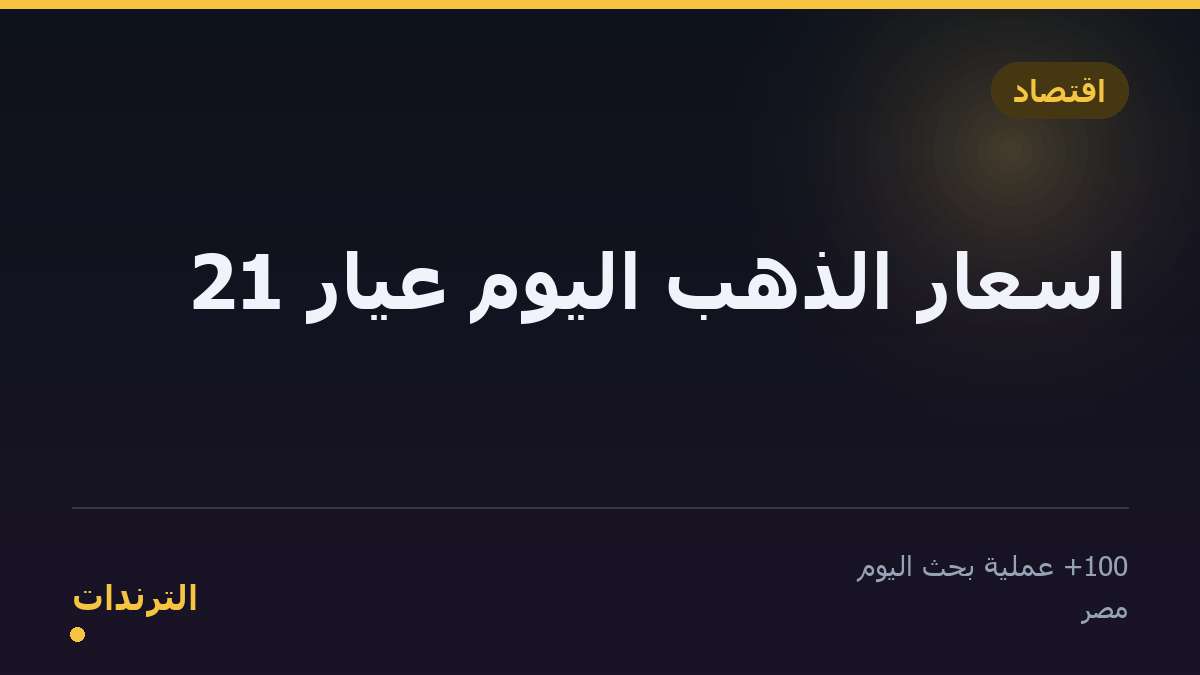 اقتصاد
اسعار الذهب اليوم عيار 21
100+ عملية بحث اليوم
مصر
الترندات